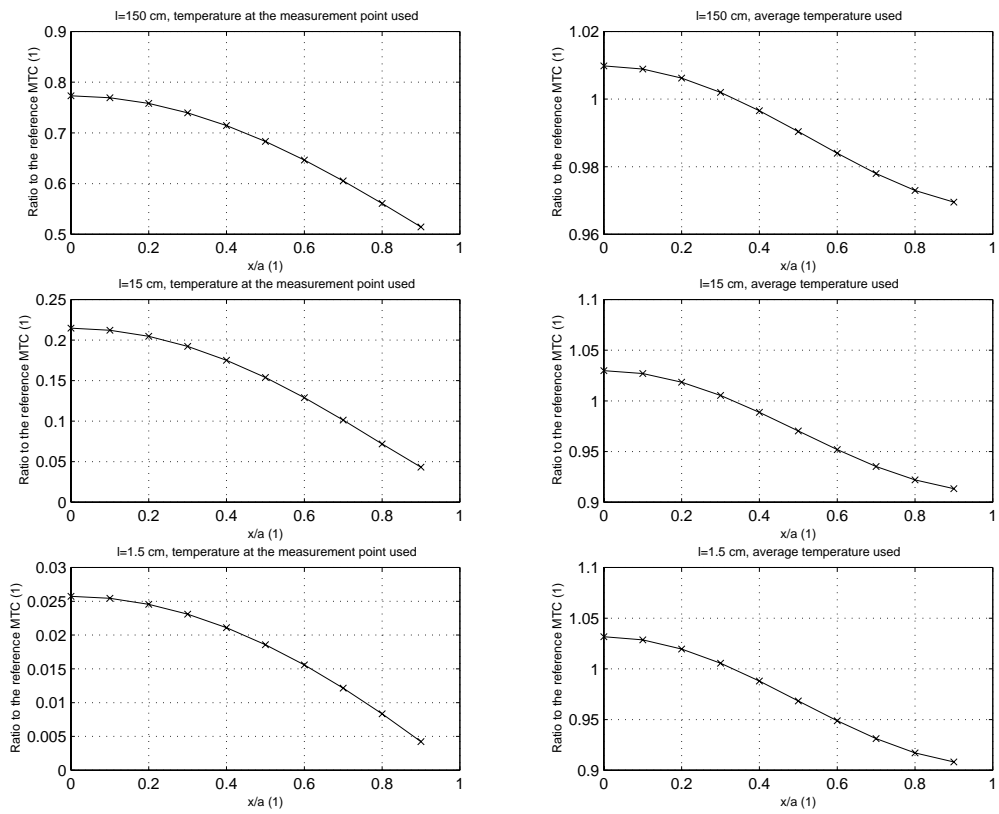 l=150 cm, temperature at the measurement point used
0.9
0.8
0.7
0.6
0.5
Ratio to the reference MTC (1)
0 0.2 0.4 0.6 0.8 1
x/a (1)
l=150 cm, average temperature used
1.02
1
0.98
0.96
Ratio to the reference MTC (1)
0 0.2 0.4 0.6 0.8 1
x/a (1)
l=15 cm, temperature at the measurement point used
0.25
0.2
0.15
0.1
0.05
0
Ratio to the reference MTC (1)
0 0.2 0.4 0.6 0.8 1
x/a (1)
l=15 cm, average temperature used
1.1
1.05
1
0.95
0.9
Ratio to the reference MTC (1)
0 0.2 0.4 0.6 0.8 1
x/a (1)
l=1.5 cm, temperature at the measurement point used
0.03
0.025
0.02
0.015
0.01
0.005
0
Ratio to the reference MTC (1)
0 0.2 0.4 0.6 0.8 1
x/a (1)
l=1.5 cm, average temperature used
1.1
1.05
1
0.95
0.9
Ratio to the reference MTC (1)
0 0.2 0.4 0.6 0.8 1
x/a (1)